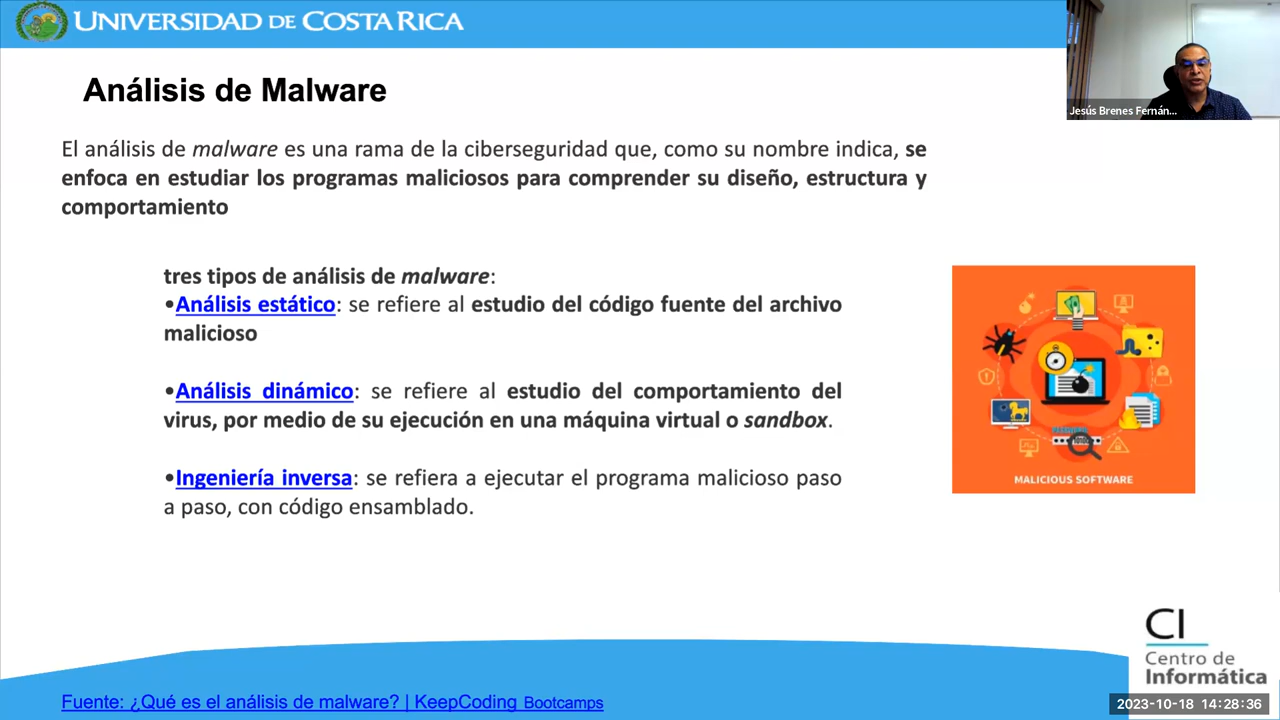 UNIVERSIDAD DE COSTA RICA
Jesús Brenes Fernán...
Análisis de Malware
El análisis de malware es una rama de la ciberseguridad que, como su nombre indica, se
enfoca en estudiar los programas maliciosos para comprender su diseño, estructura y
comportamiento
tres tipos de análisis de malware:
•Análisis estático: se refiere al estudio del código fuente del archivo
malicioso
•Análisis dinámico: se refiere al estudio del comportamiento del
virus, por medio de su ejecución en una máquina virtual o sandbox.
•Ingeniería inversa: se refiera a ejecutar el programa malicioso paso
a paso, con código ensamblado.
MALICIOUS SOFTWARE
CI
Centro de
Informática
Fuente: ¿Qué es el análisis de malware? | KeepCoding Bootcamps
2023-10-18 14:28:36